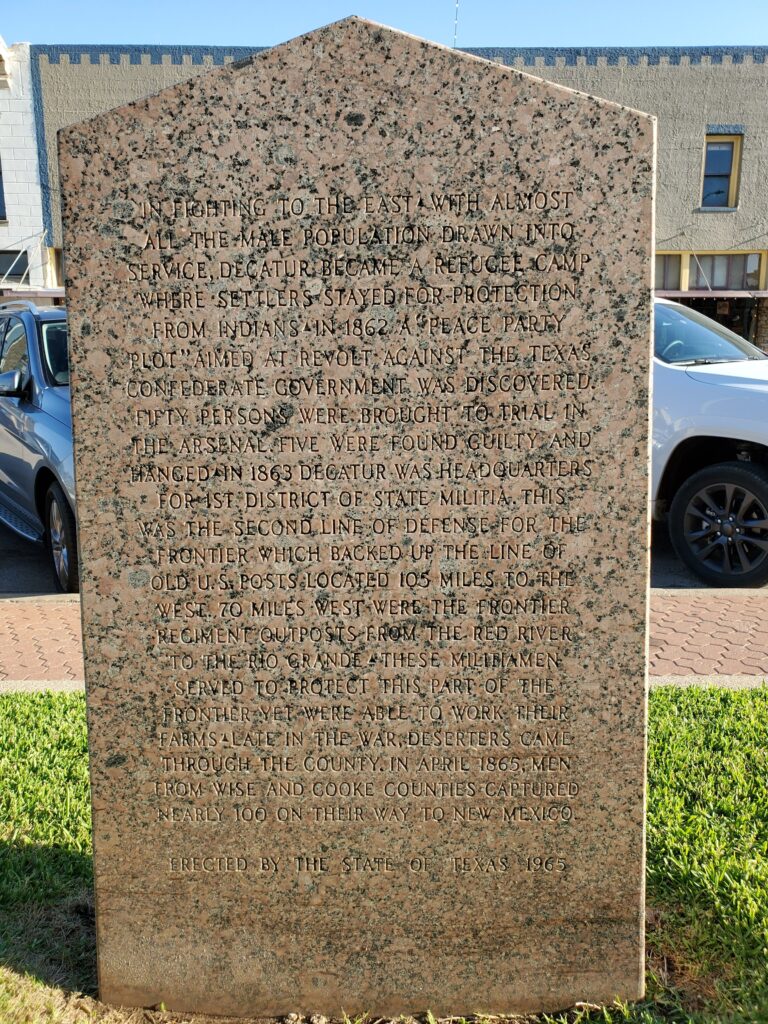 IN FIGHTING TO THE EAST ▲ WITH ALMOST
ALL THE MALE POPULATION DRAWN INTO
SERVICE, DECATUR BECAME A REFUGEE CAMP
WHERE SETTLERS STAYED FOR PROTECTION
FROM INDIANS ▲ IN 1862 A "PEACE PARTY
PLOT" AIMED AT REVOLT AGAINST THE TEXAS
CONFEDERATE GOVERNMENT WAS DISCOVERED.
FIFTY PERSONS WERE BROUGHT TO TRIAL IN
THE ARSENAL. FIVE WERE FOUND GUILTY AND
HANGED ▲ IN 1863 DECATUR WAS HEADQUARTERS
FOR 1ST DISTRICT OF STATE MILITIA. THIS
WAS THE SECOND LINE OF DEFENSE FOR THE
FRONTIER WHICH BACKED UP THE LINE OF
OLD U.S. POSTS LOCATED 105 MILES TO THE
WEST. 70 MILES WEST WERE THE FRONTIER
REGIMENT OUTPOSTS FROM THE RED RIVER
TO THE RIO GRANDE ▲ THESE MILITIAMEN
SERVED TO PROTECT THIS PART OF THE
FRONTIER YET WERE ABLE TO WORK THEIR
FARMS ▲ LATE IN THE WAR, DESERTERS CAME
THROUGH THE COUNTY. IN APRIL 1865, MEN
FROM WISE AND COOKE COUNTIES CAPTURED
NEARLY 100 ON THEIR WAY TO NEW MEXICO.
ERECTED BY THE STATE OF TEXAS 1965